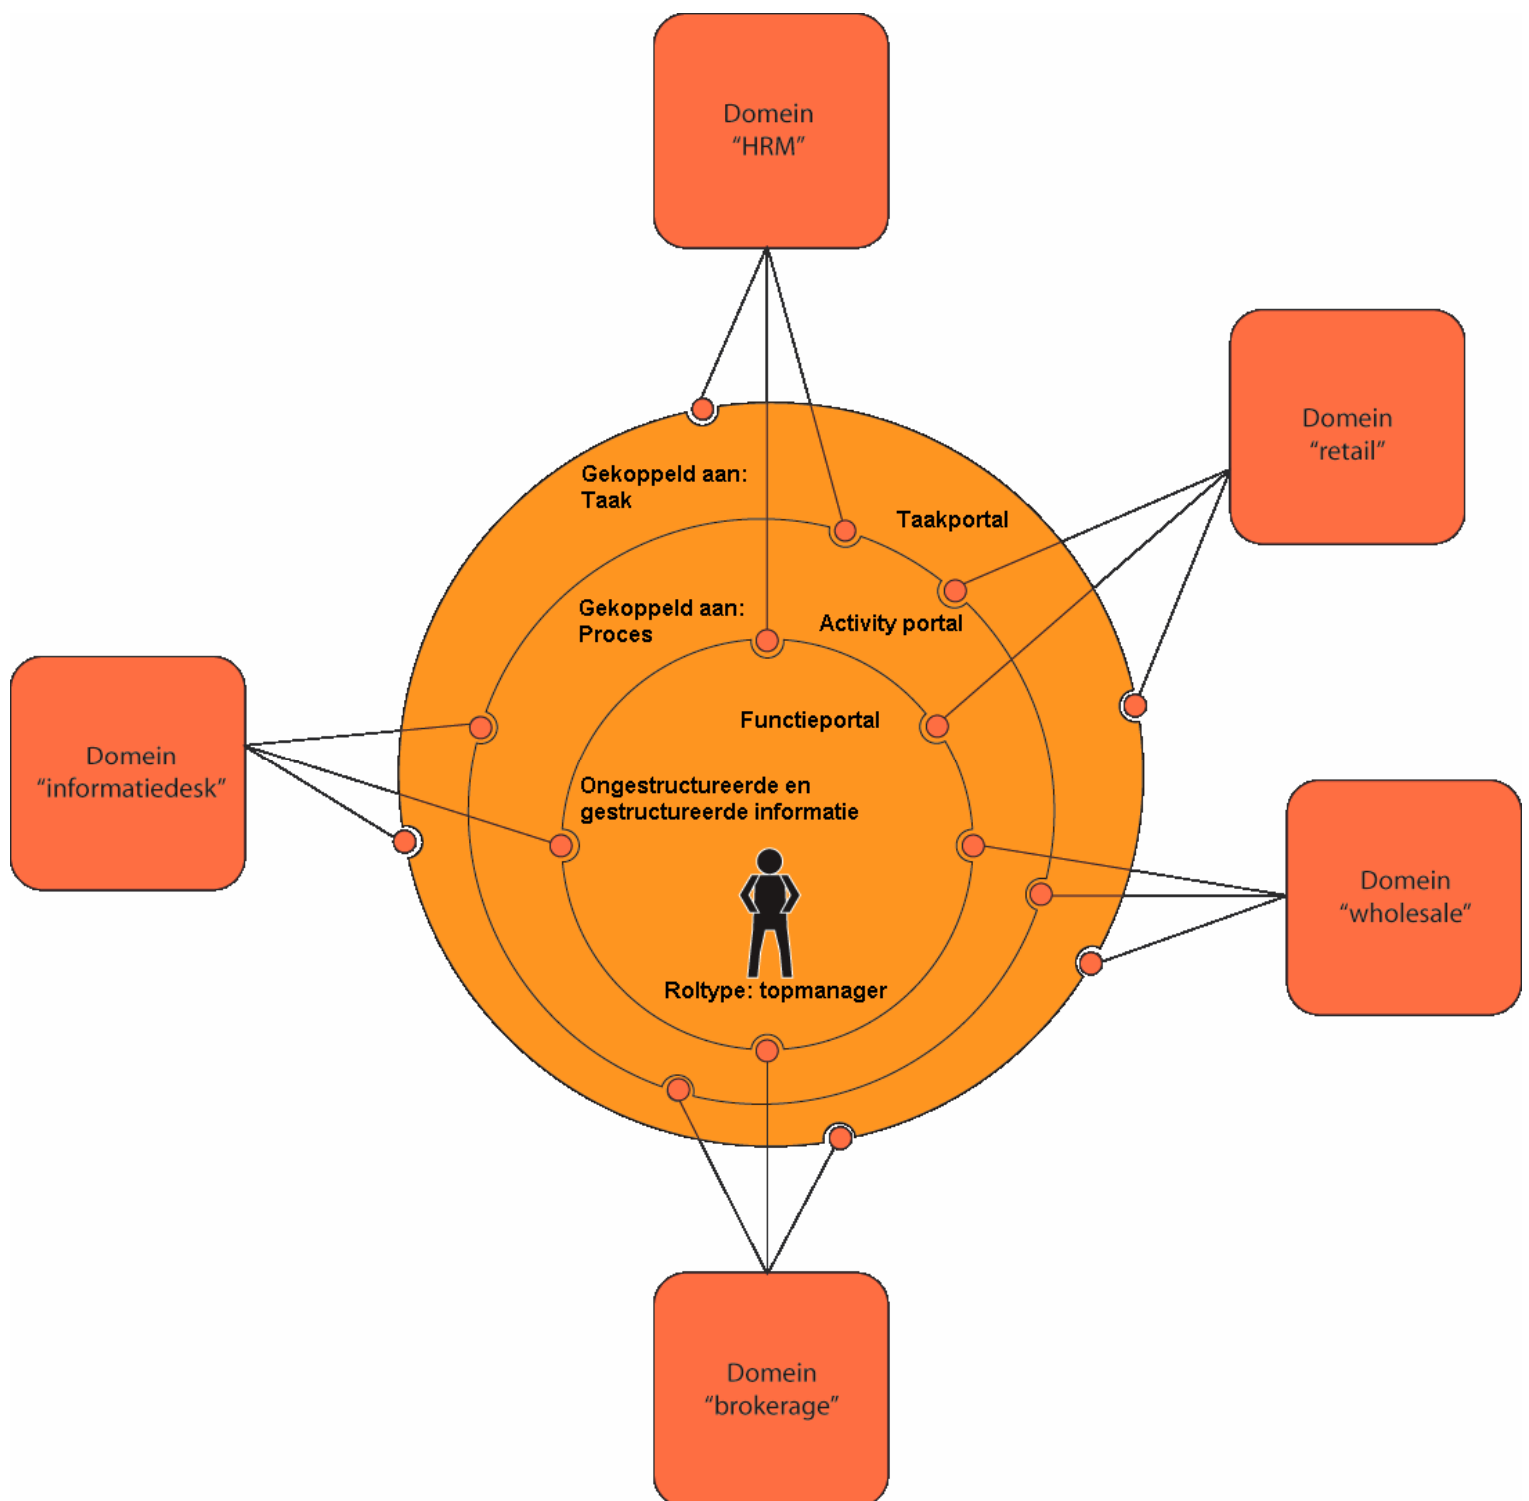 Domein
“HRM”
Domein
“retail”
Gekoppeld aan:
Taak
Taakportal
Gekoppeld aan:
Proces
Activity portal
Functieportal
Domein
“informatiedesk”
Ongestructureerde en
gestructureerde informatie
Domein
“wholesale”
Roltype: topmanager
Domein
“brokerage”